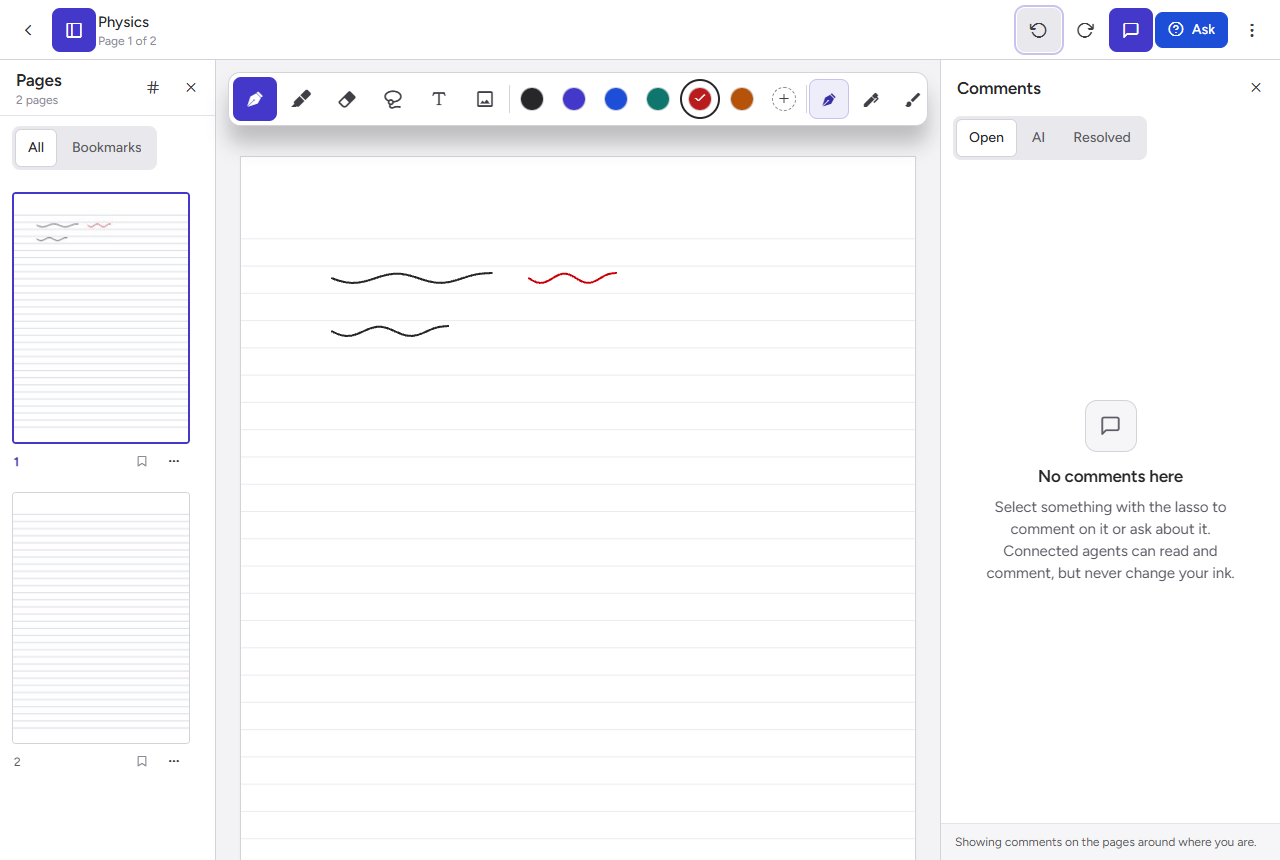 Physics
Page 1 of 2
Ask
Pages
2 pages
All
Bookmarks
1
2
T
Comments
Open
AI
Resolved
No comments here
Select something with the lasso to
comment on it or ask about it.
Connected agents can read and
comment, but never change your ink.
Showing comments on the pages around where you are.